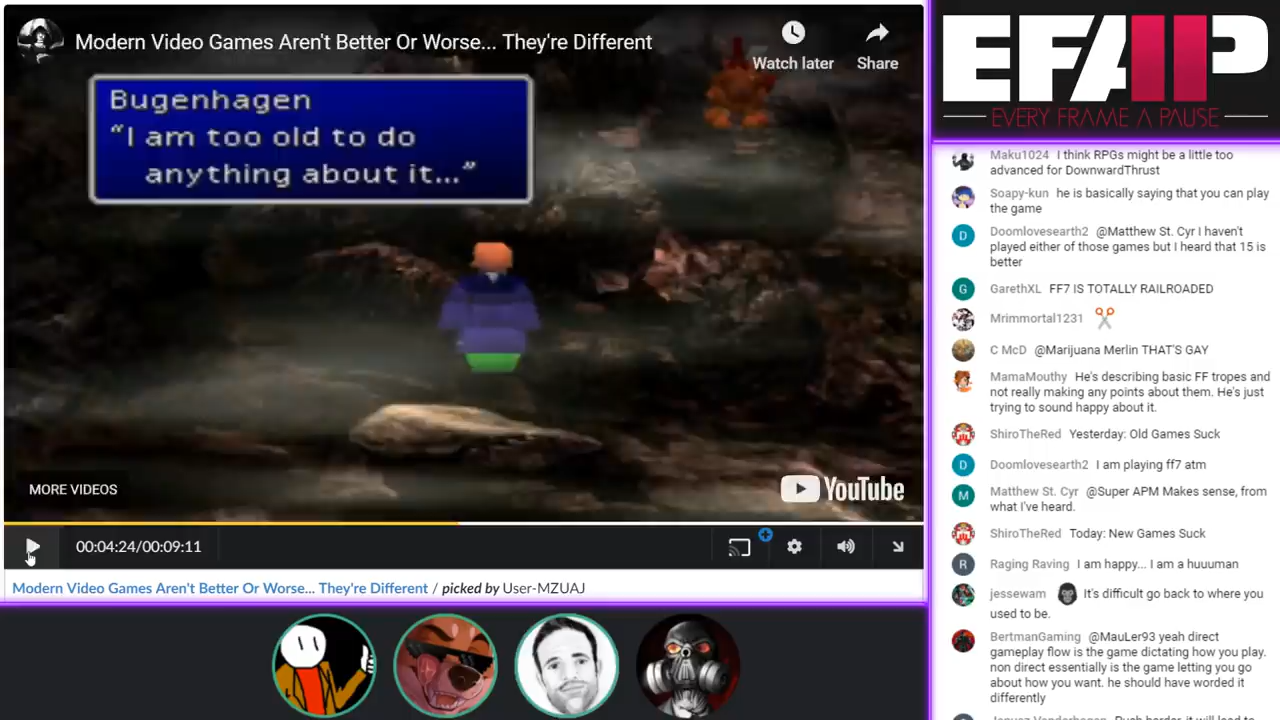 Modern Video Games Aren't Better Or Worse... They're Different
Watch later
Share
Bugenhagen
“I am too old to do
anything about it...”
MORE VIDEOS
YouTube
00:04:24/00:09:11
Modern Video Games Aren't Better Or Worse... They're Different / picked by User-MZUAJ
EFAP
EVERY FRAME A PAUSE
Maku1024 I think RPGs might be a little too
advanced for DownwardThrust
Soapy-kun he is basically saying that you can play
the game
D
Doomlovesearth2 @Matthew St. Cyr I haven't
played either of those games but I heard that 15 is
better
G
GarethXL FF7 IS TOTALLY RAILROADED
Mrimmortal1231
C McD @Marijuana Merlin THAT'S GAY
MamaMouthy He's describing basic FF tropes and
not really making any points about them. He's just
trying to sound happy about it.
ShiroTheRed Yesterday: Old Games Suck
D
Doomlovesearth2 I am playing ff7 atm
M
Matthew St. Cyr @Super APM Makes sense, from
what I've heard.
ShiroTheRed Today: New Games Suck
R
Raging Raving I am happy... I am a huuuman
jessewam It's difficult go back to where you
used to be.
BertmanGaming @MauLer93 yeah direct
gameplay flow is the game dictating how you play.
non direct essentially is the game letting you go
about how you want. he should have worded it
differently